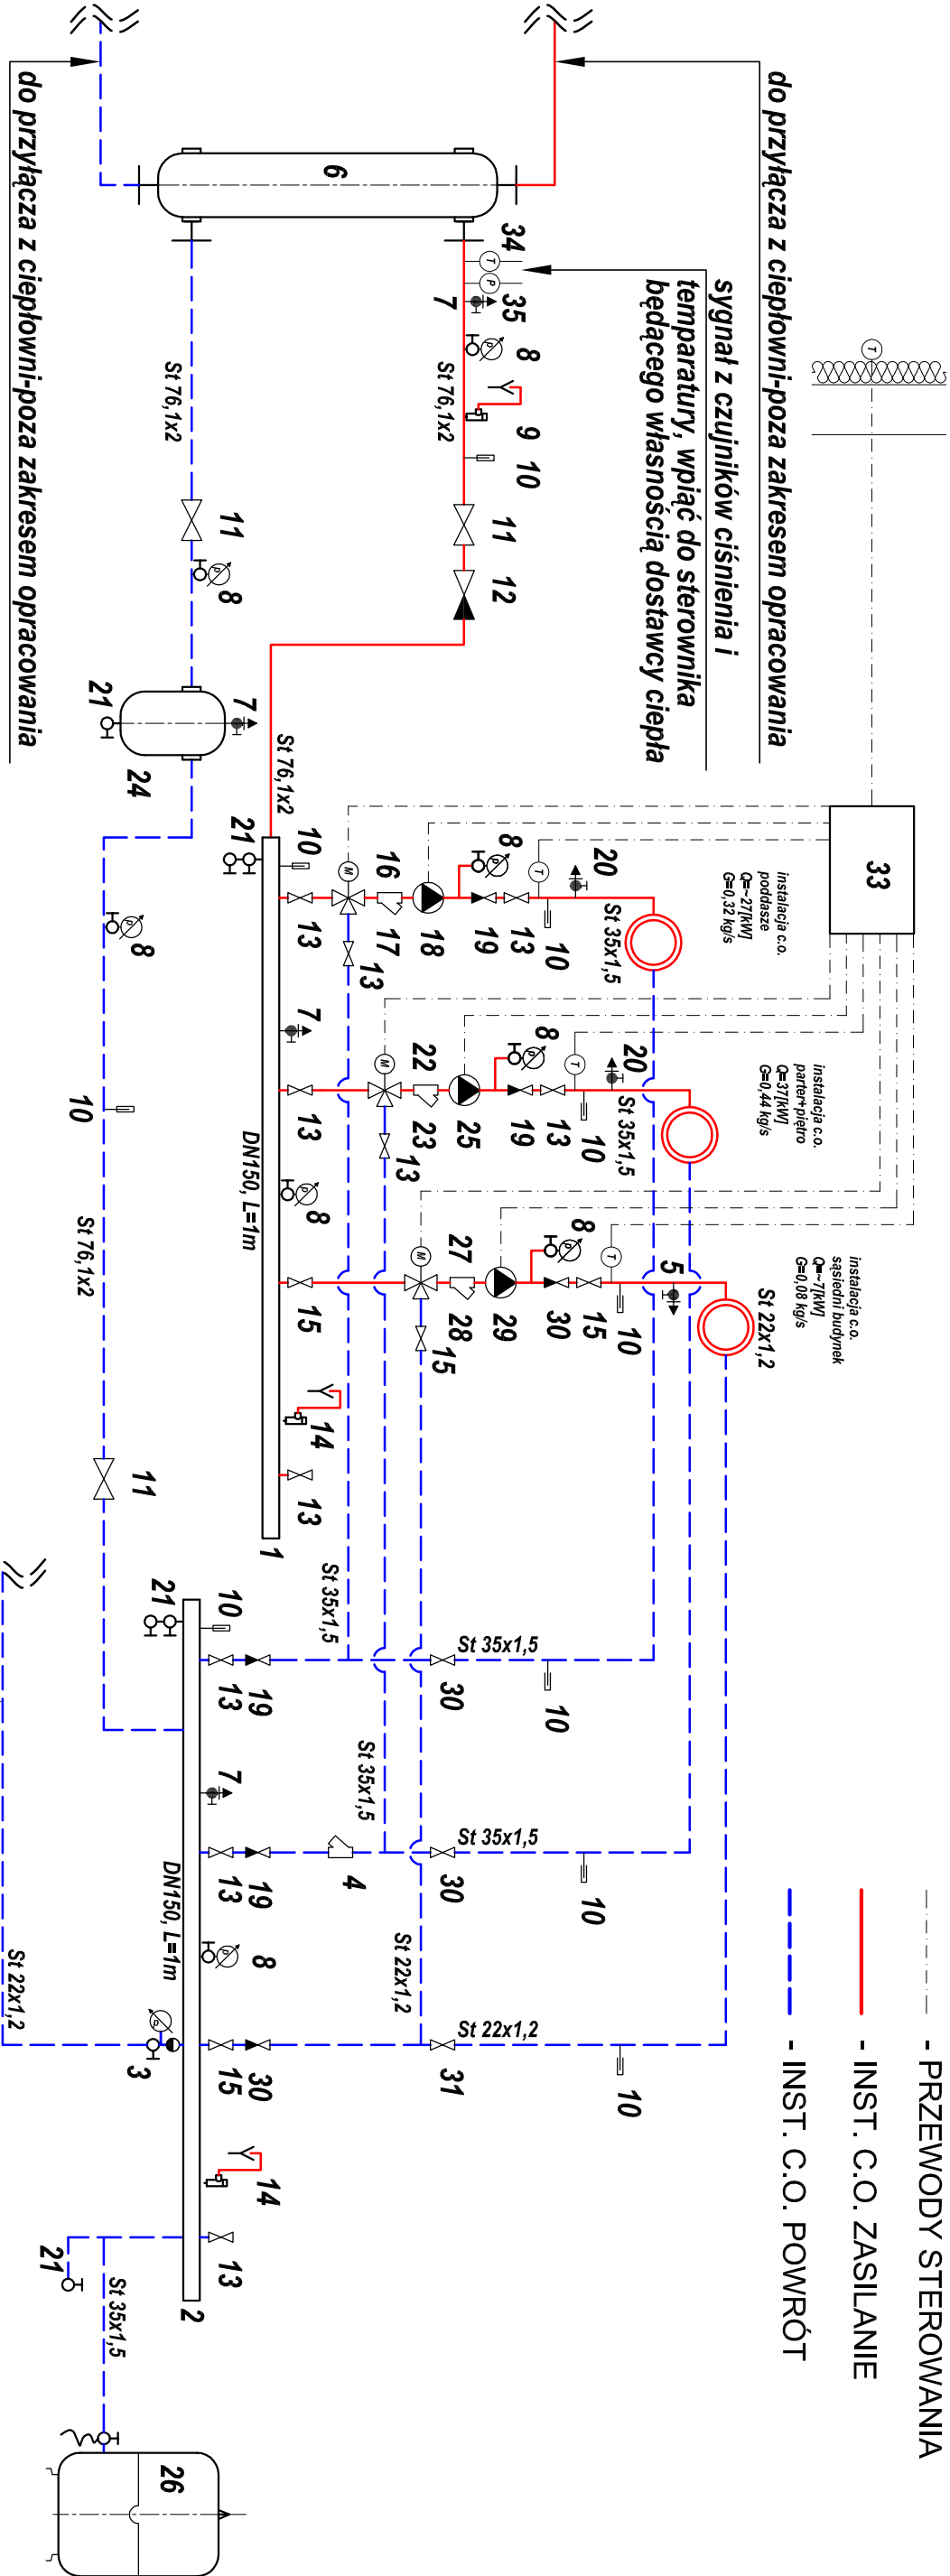 do przyłącza z ciepłowni-poza zakresem opracowania
sygnał z czujników ciśnienia i
temparatury, wpiąć do sterownika
będącego własnością dostawcy ciepła
do przyłącza z ciepłowni-poza zakresem opracowania
- PRZEWODY STEROWANIA
- INST. C.O. ZASILANIE
- INST. C.O. POWRÓT
T
33
instalacja c.o.
poddasze
Q=~27[kW]
G=0,32 kg/s
instalacja c.o.
parter+piętro
Q=37[kW]
G=0,44 kg/s
instalacja c.o.
sąsiedni budynek
Q=~7[kW]
G=0,08 kg/s
6
34
35
T
P
7
8
p
9
10
11
12
St 76,1x2
St 76,1x2
St 76,1x2
11
8
p
7
21
24
8
p
10
St 76,1x2
11
St 35x1,5
20
10
T
13
19
8
p
18
17
16
M
13
13
10
21
St 35x1,5
20
10
T
13
19
8
p
25
23
22
M
13
13
7
St 22x1,2
5
10
T
15
30
8
p
29
28
27
M
15
15
8
p
14
13
1
DN150, L=1m
St 35x1,5
St 35x1,5
St 22x1,2
St 35x1,5
10
30
19
13
10
21
St 35x1,5
10
30
4
19
13
7
St 22x1,2
10
31
30
15
8
p
p
3
14
13
2
DN150, L=1m
St 22x1,2
21
St 35x1,5
26